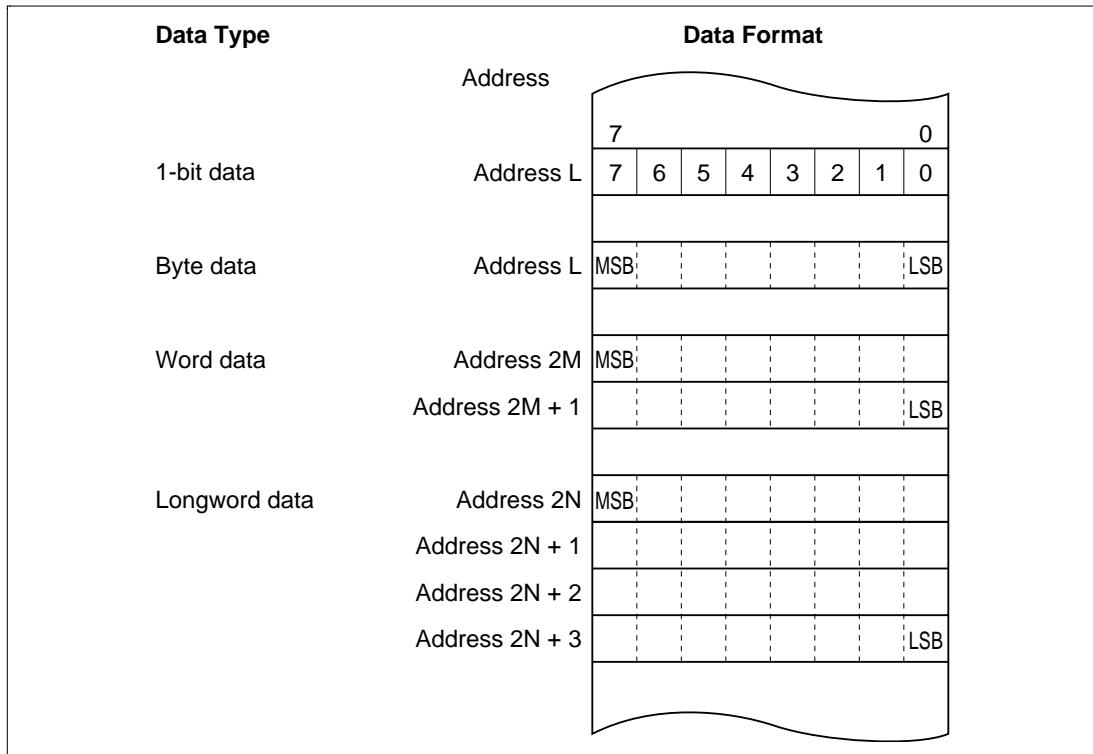 Data Type Data Format
Address
7 0
1-bit data Address L 7 6 5 4 3 2 1 0
Byte data Address L MSB LSB
Word data Address 2M MSB
Address 2M + 1 LSB
Longword data Address 2N MSB
Address 2N + 1
Address 2N + 2
Address 2N + 3 LSB